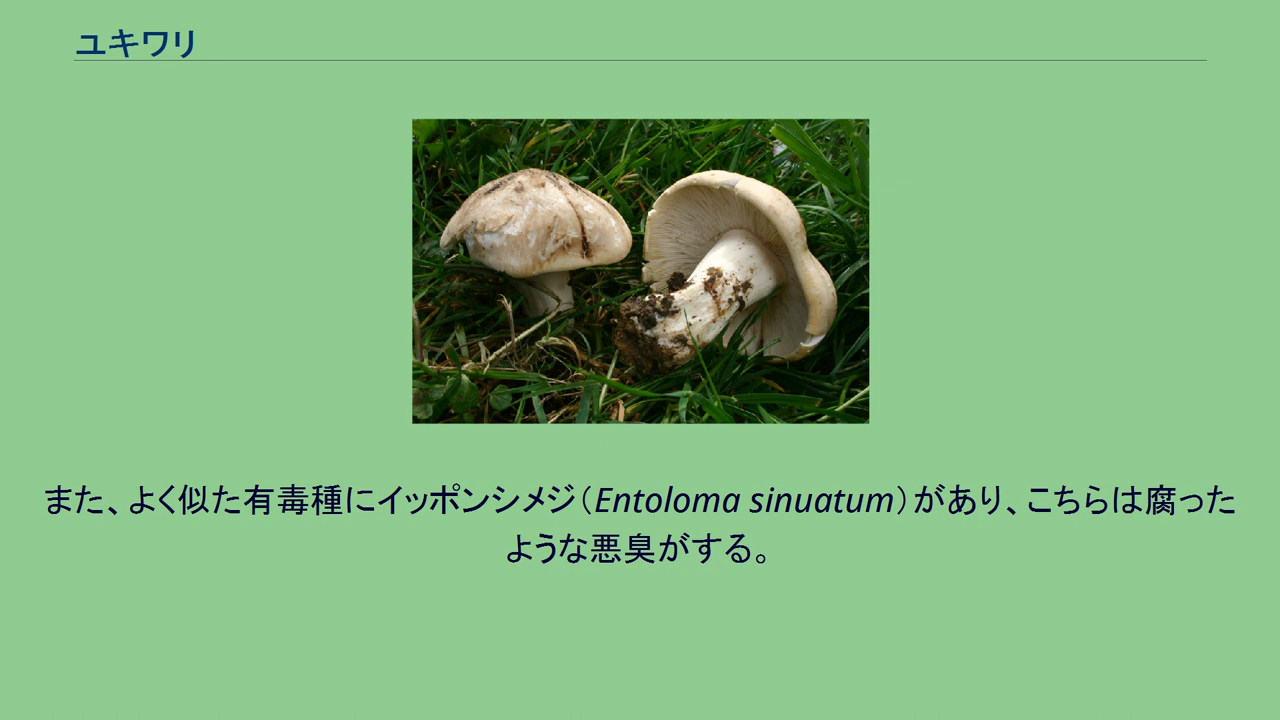 ユキワリ
また、よく似た有毒種にイッポンシメジ（Entoloma sinuatum）があり、こちらは腐った
ような悪臭がする。